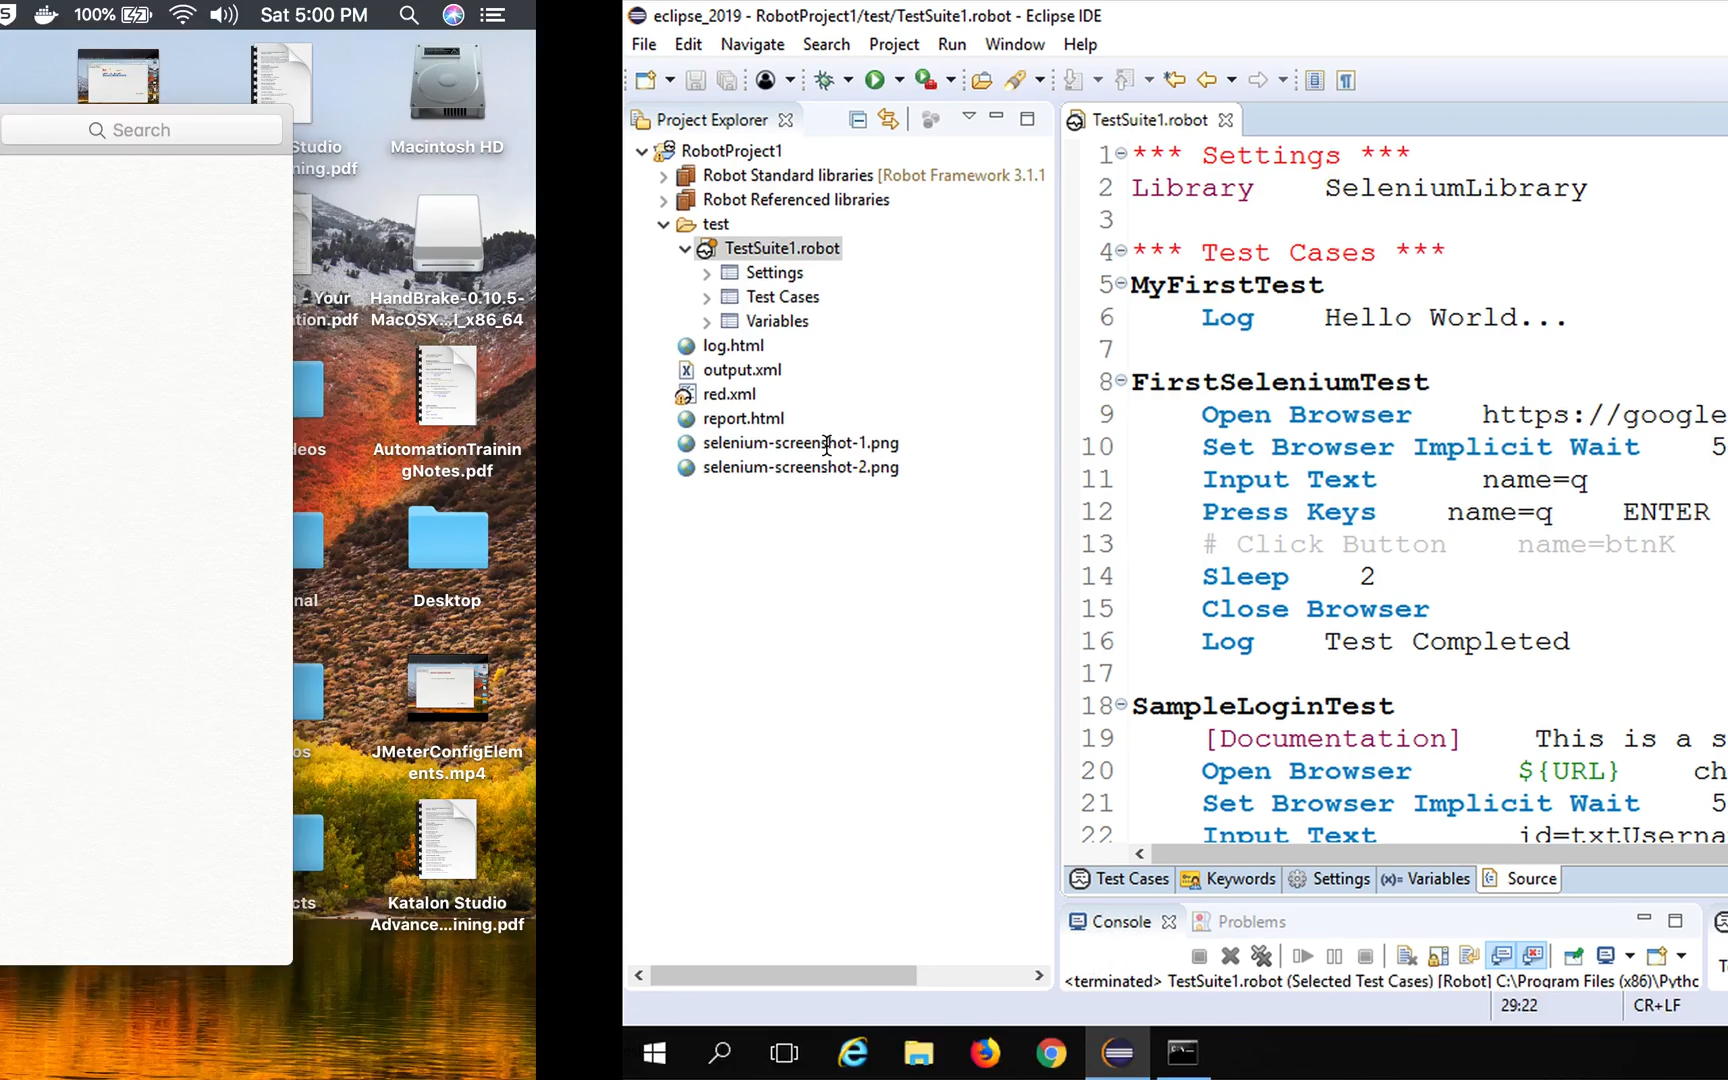 100%
Sat 5:00 PM
Search
Studio
ning.pdf
Macintosh HD
- Your
tion.pdf
HandBrake-0.10.5-
MacOSX...l_x86_64
deos
AutomationTrainin
gNotes.pdf
nal
Desktop
os
JMeterConfigElem
ents.mp4
cts
Katalon Studio
Advance...ining.pdf
eclipse_2019 - RobotProject1/test/TestSuite1.robot - Eclipse IDE
File Edit Navigate Search Project Run Window Help
Project Explorer
RobotProject1
Robot Standard libraries [Robot Framework 3.1.1
Robot Referenced libraries
test
TestSuite1.robot
Settings
Test Cases
Variables
log.html
output.xml
red.xml
report.html
selenium-screenshot-1.png
selenium-screenshot-2.png
TestSuite1.robot
1 *** Settings ***
2 Library SeleniumLibrary
3
4 *** Test Cases ***
5 MyFirstTest
6 Log Hello World...
7
8 FirstSeleniumTest
9 Open Browser https://google
10 Set Browser Implicit Wait 5
11 Input Text name=q
12 Press Keys name=q ENTER
13 # Click Button name=btnK
14 Sleep 2
15 Close Browser
16 Log Test Completed
17
18 SampleLoginTest
19 [Documentation] This is a s
20 Open Browser ${URL} ch
21 Set Browser Implicit Wait 5
22 Input Text id=txtUserna
Test Cases Keywords Settings (x)= Variables Source
Console Problems
<terminated> TestSuite1.robot (Selected Test Cases) [Robot] C:\Program Files (x86)\Pythc
29:22 CR+LF